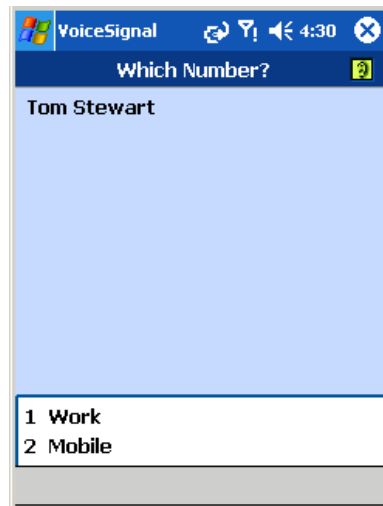 VoiceSignal 4:30
Which Number?
Tom Stewart
1 Work
2 Mobile